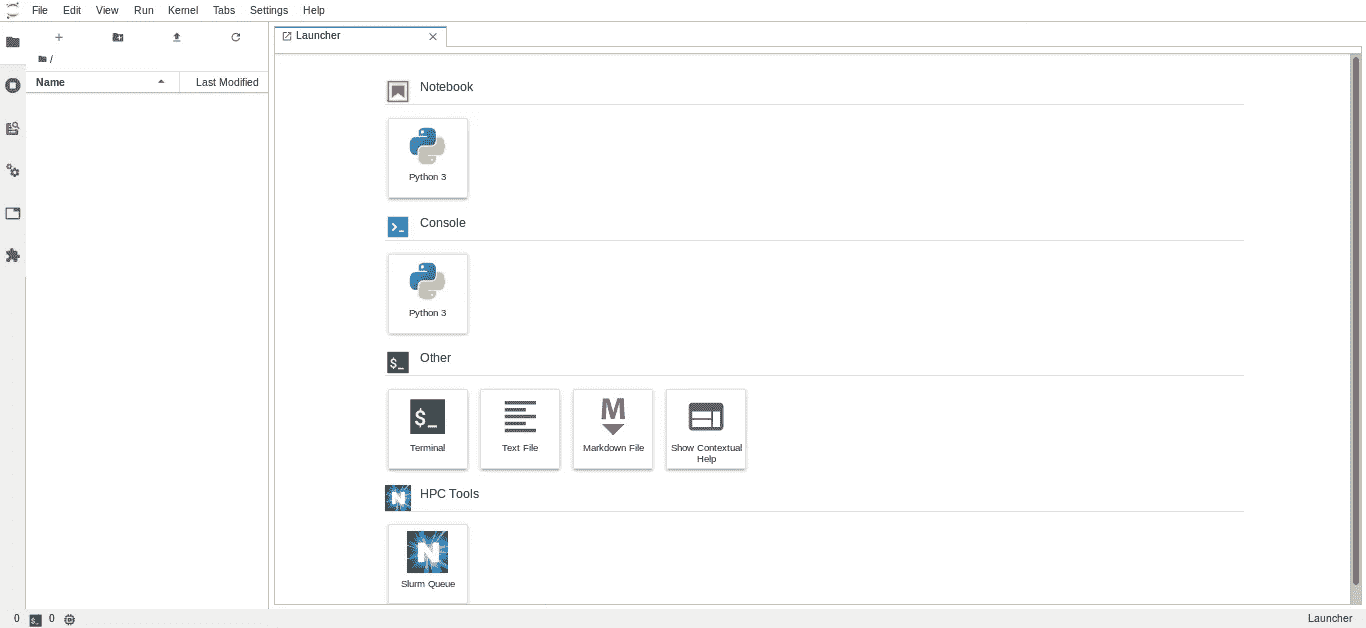 File Edit View Run Kernel Tabs Settings Help
Launcher
/
Name Last Modified
Notebook
Python 3
Console
Python 3
$_ Other
$_
Terminal Text File Markdown File Show Contextual
Help
N HPC Tools
N
Slurm Queue
0 $_ 0 Launcher